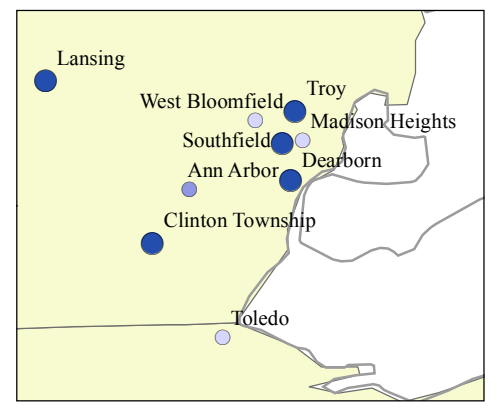 Lansing
Troy
West Bloomfield
Madison Heights
Southfield
Dearborn
Ann Arbor
Clinton Township
Toledo